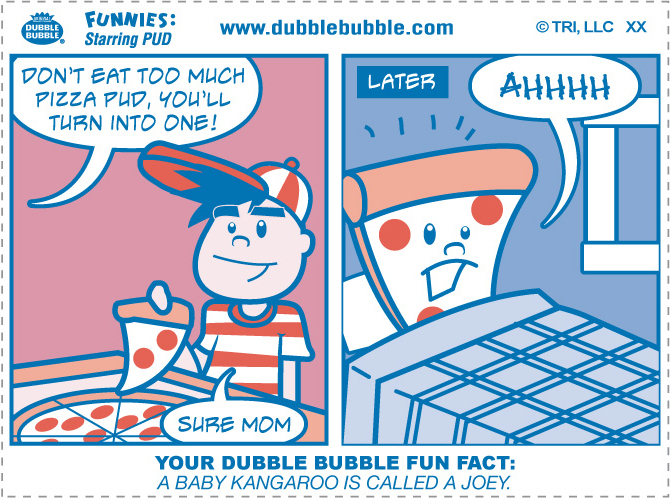 ORIGINAL
DUBBLE
BUBBLE®
FUNNIES:
Starring PUD
www.dubblebubble.com
© TRI, LLC XX
DON'T EAT TOO MUCH
PIZZA PUD, YOU'LL
TURN INTO ONE!
SURE MOM
LATER
AHHHH
YOUR DUBBLE BUBBLE FUN FACT:
A BABY KANGAROO IS CALLED A JOEY.